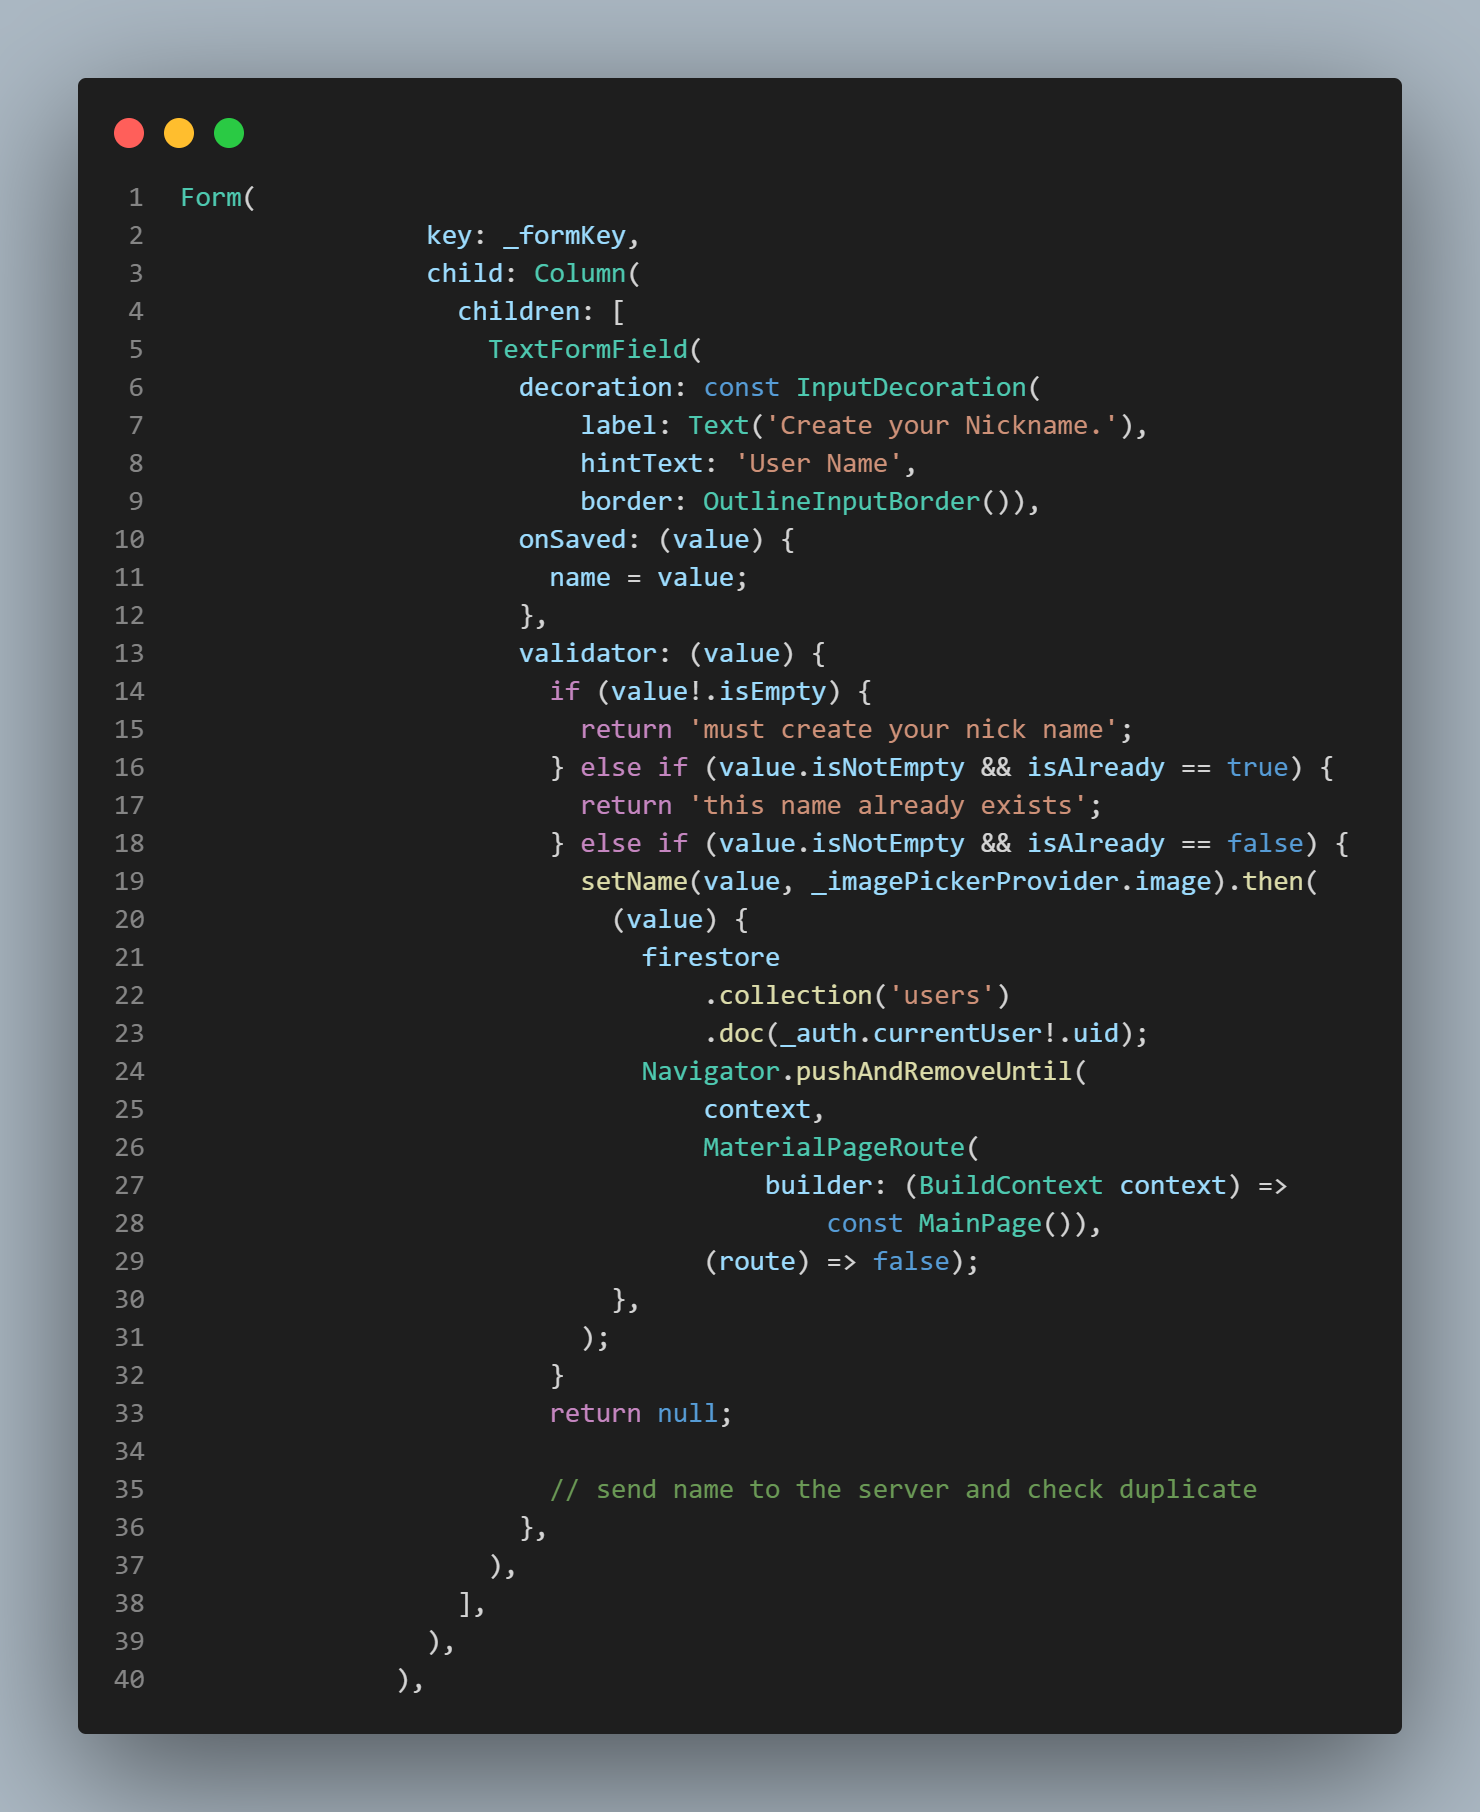 1 Form(
2 key: _formKey,
3 child: Column(
4 children: [
5 TextFormField(
6 decoration: const InputDecoration(
7 label: Text('Create your Nickname.'),
8 hintText: 'User Name',
9 border: OutlineInputBorder()),
10 onSaved: (value) {
11 name = value;
12 },
13 validator: (value) {
14 if (value!.isEmpty) {
15 return 'must create your nick name';
16 } else if (value.isNotEmpty && isAlready == true) {
17 return 'this name already exists';
18 } else if (value.isNotEmpty && isAlready == false) {
19 setName(value, _imagePickerProvider.image).then(
20 (value) {
21 firestore
22 .collection('users')
23 .doc(_auth.currentUser!.uid);
24 Navigator.pushAndRemoveUntil(
25 context,
26 MaterialPageRoute(
27 builder: (BuildContext context) =>
28 const MainPage()),
29 (route) => false);
30 },
31 );
32 }
33 return null;
34
35 // send name to the server and check duplicate
36 },
37 ),
38 ],
39 ),
40 ),